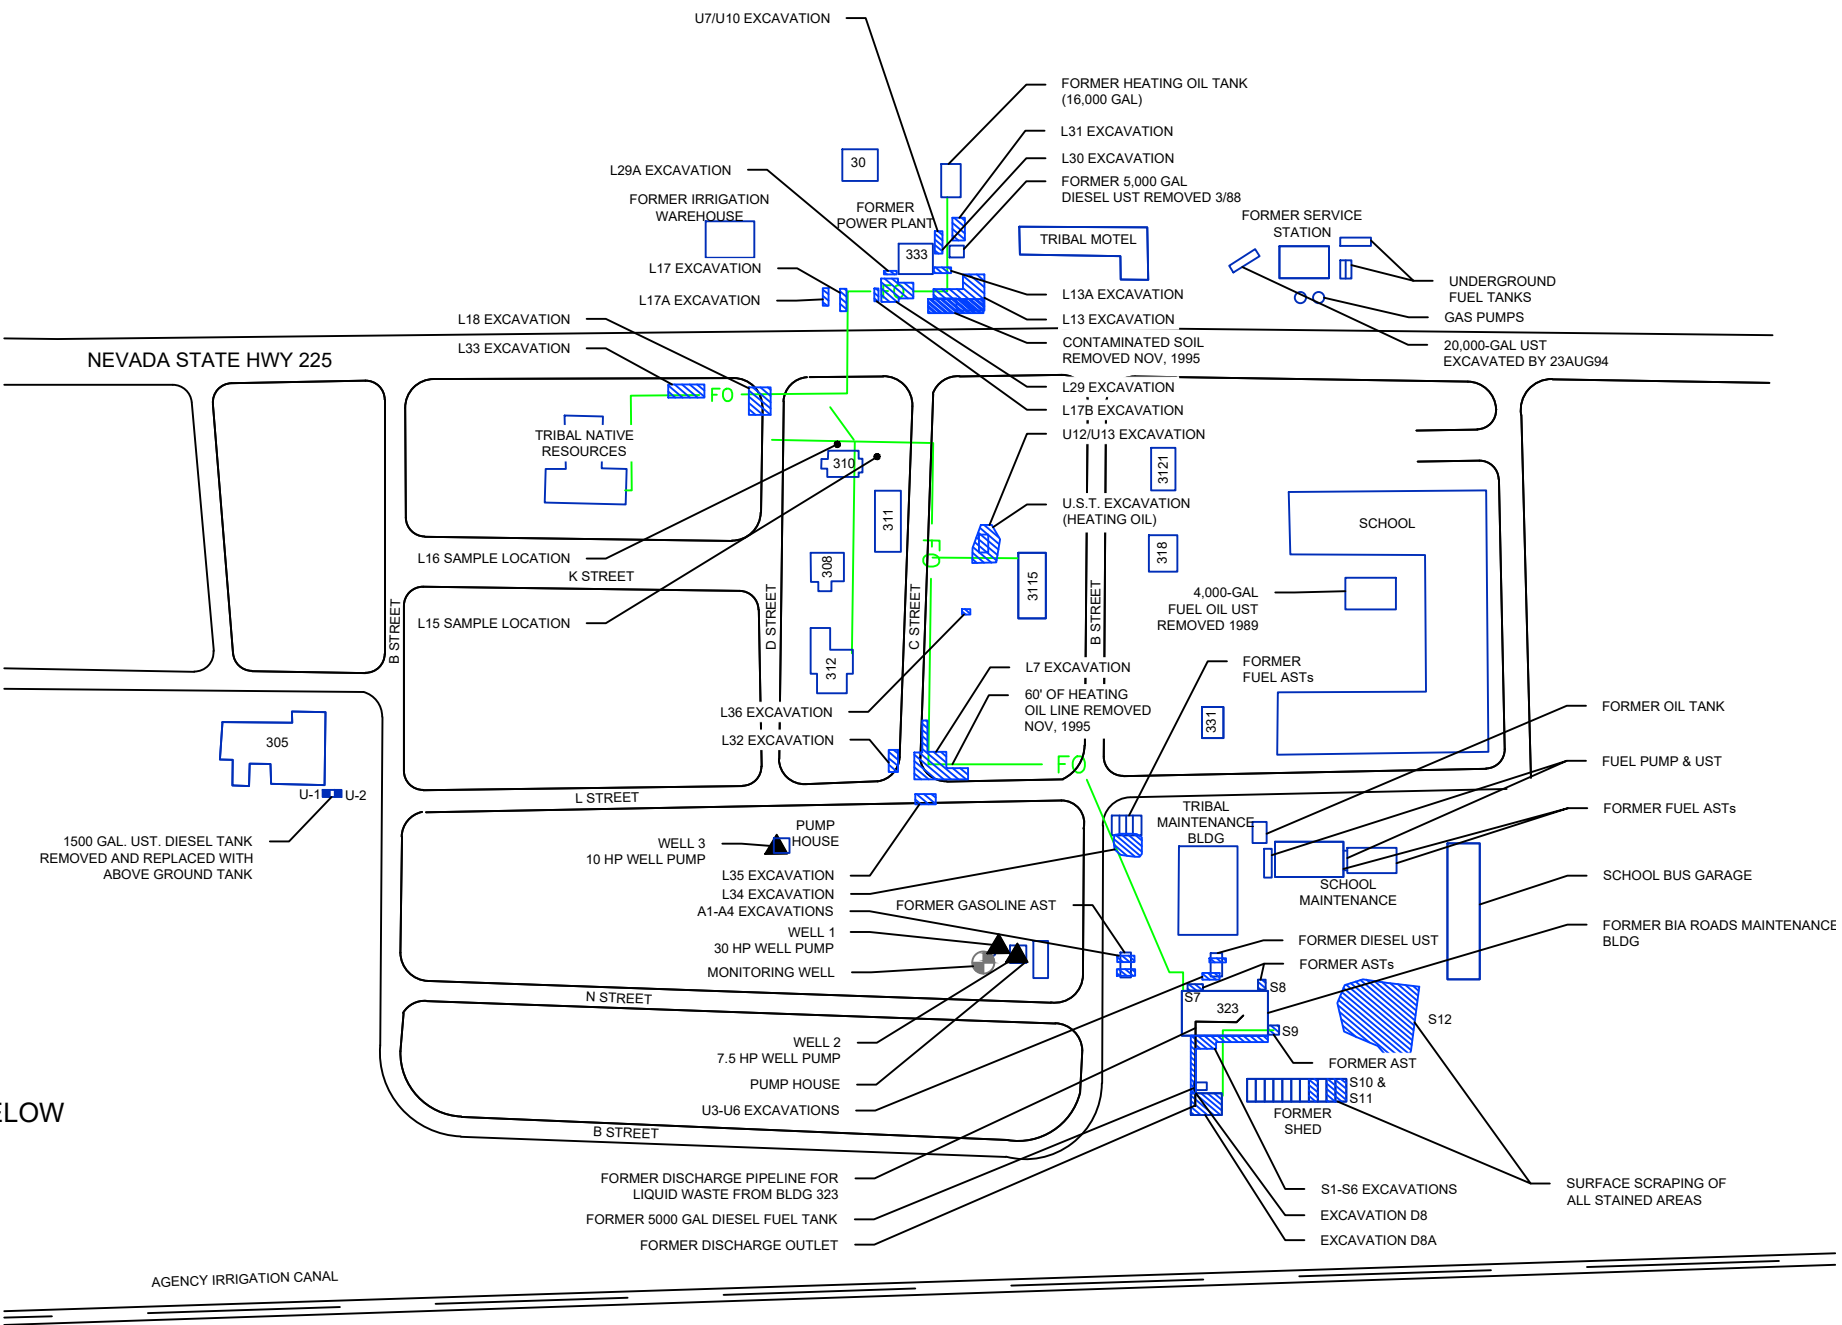 U7/U10 EXCAVATION
FORMER HEATING OIL TANK
(16,000 GAL)
L31 EXCAVATION
L30 EXCAVATION
FORMER 5,000 GAL
DIESEL UST REMOVED 3/88
30
L29A EXCAVATION
FORMER IRRIGATION
WAREHOUSE
FORMER
POWER PLANT
333
TRIBAL MOTEL
FORMER SERVICE
STATION
L17 EXCAVATION
L17A EXCAVATION
UNDERGROUND
FUEL TANKS
GAS PUMPS
20,000-GAL UST
EXCAVATED BY 23AUG94
L13A EXCAVATION
L13 EXCAVATION
CONTAMINATED SOIL
REMOVED NOV, 1995
L29 EXCAVATION
L17B EXCAVATION
U12/U13 EXCAVATION
L18 EXCAVATION
L33 EXCAVATION
NEVADA STATE HWY 225
FO
TRIBAL NATIVE
RESOURCES
310
311
3121
U.S.T. EXCAVATION
(HEATING OIL)
SCHOOL
318
L16 SAMPLE LOCATION
K STREET
308
FO
3115
4,000-GAL
FUEL OIL UST
REMOVED 1989
L15 SAMPLE LOCATION
B STREET
D STREET
C STREET
B STREET
312
L7 EXCAVATION
60' OF HEATING
OIL LINE REMOVED
NOV, 1995
FORMER
FUEL ASTs
L36 EXCAVATION
L32 EXCAVATION
331
FORMER OIL TANK
FUEL PUMP & UST
FORMER FUEL ASTs
305
U-1
U-2
L STREET
FO
1500 GAL. UST. DIESEL TANK
REMOVED AND REPLACED WITH
ABOVE GROUND TANK
WELL 3
10 HP WELL PUMP
PUMP
HOUSE
TRIBAL
MAINTENANCE
BLDG
L35 EXCAVATION
L34 EXCAVATION
A1-A4 EXCAVATIONS
FORMER GASOLINE AST
SCHOOL
MAINTENANCE
SCHOOL BUS GARAGE
FORMER BIA ROADS MAINTENANCE
BLDG
WELL 1
30 HP WELL PUMP
MONITORING WELL
FORMER DIESEL UST
FORMER ASTs
N STREET
S7
S8
323
S9
S12
WELL 2
7.5 HP WELL PUMP
PUMP HOUSE
U3-U6 EXCAVATIONS
FORMER AST
S10 &
S11
FORMER
SHED
ELOW
B STREET
FORMER DISCHARGE PIPELINE FOR
LIQUID WASTE FROM BLDG 323
FORMER 5000 GAL DIESEL FUEL TANK
FORMER DISCHARGE OUTLET
S1-S6 EXCAVATIONS
EXCAVATION D8
EXCAVATION D8A
SURFACE SCRAPING OF
ALL STAINED AREAS
AGENCY IRRIGATION CANAL